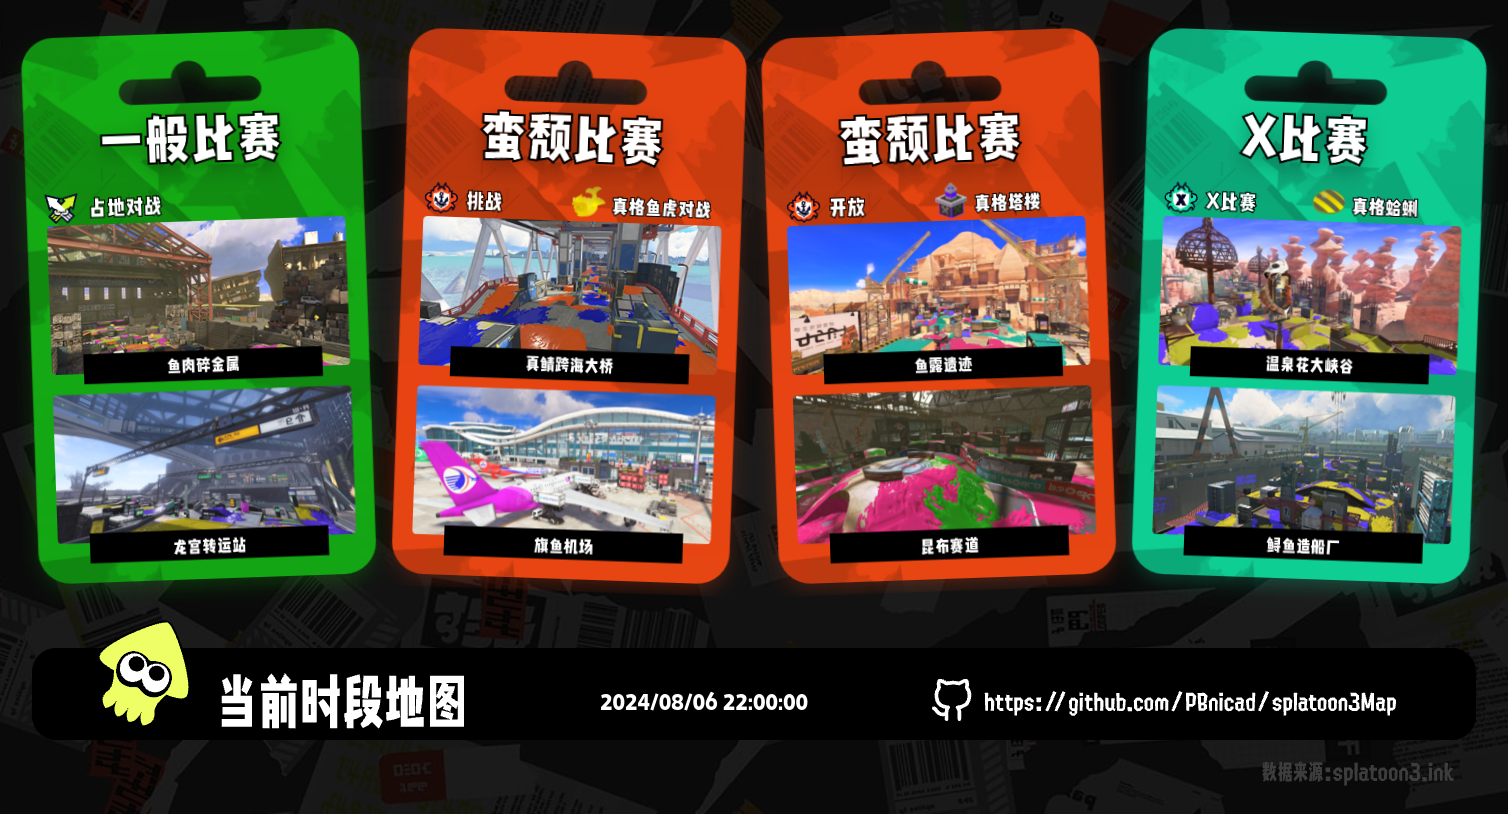 一般比赛
占地对战
鱼肉碎金属
龙宫转运站
蛮颓比赛
挑战
真格鱼虎对战
真鲭跨海大桥
旗鱼机场
蛮颓比赛
开放
真格塔楼
鱼露遗迹
昆布赛道
X比赛
X比赛
真格蛤蜊
温泉花大峡谷
鲟鱼造船厂
当前时段地图
2024/08/06 22:00:00
https://github.com/PBnicad/splatoon3Map
数据来源:splatoon3.ink